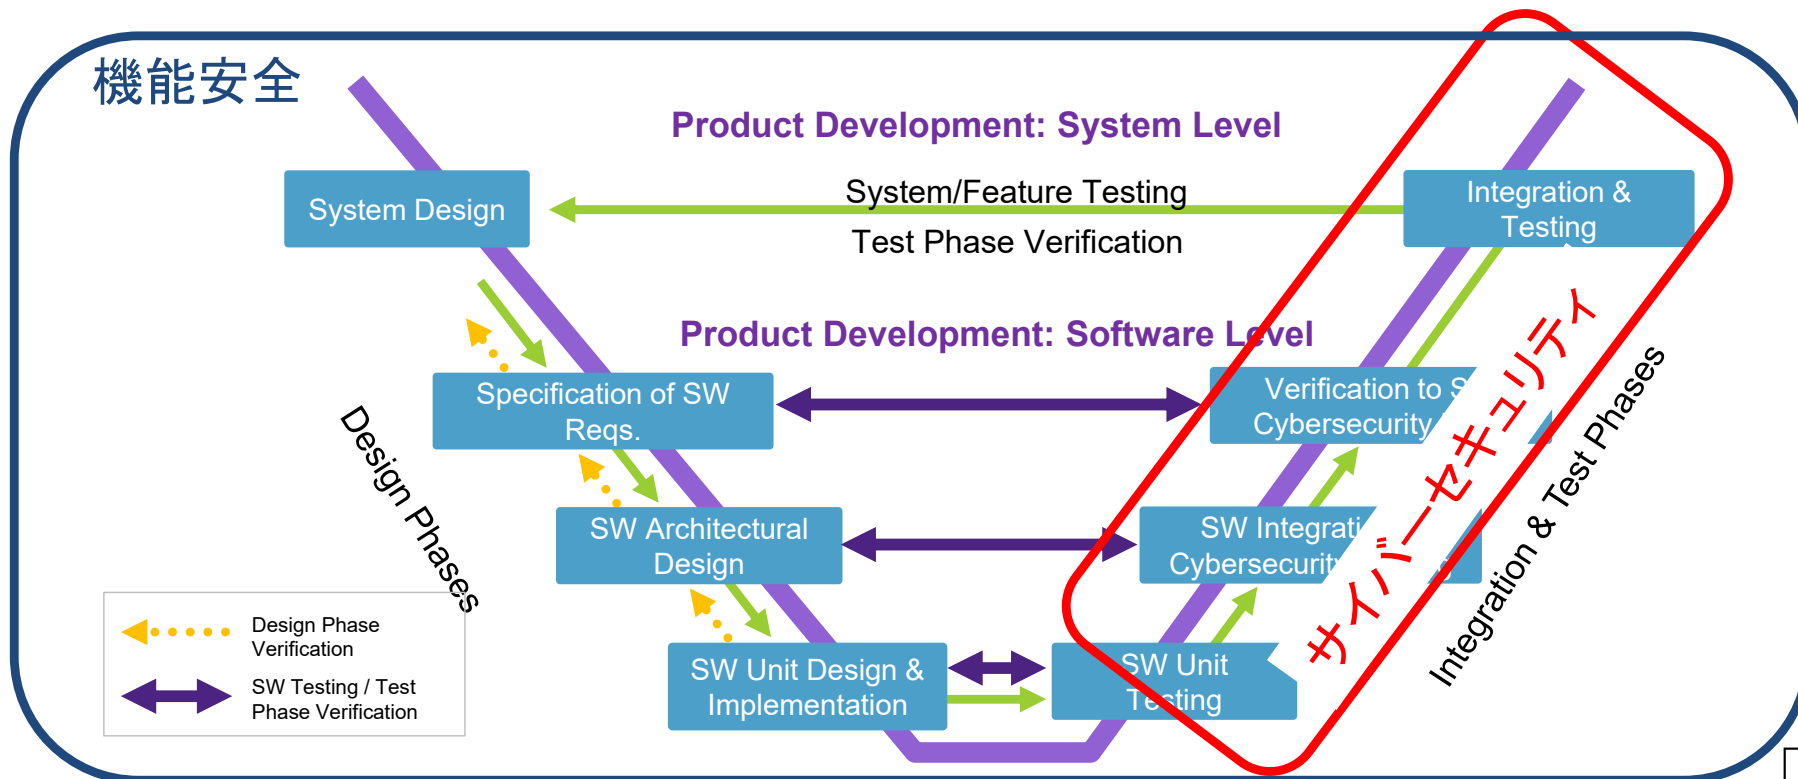 機能安全
Product Development: System Level
System Design
System/Feature Testing
Test Phase Verification
Integration &
Testing
Product Development: Software Level
Specification of SW
Reqs.
Verification to
Cybersecurity
Design Phases
SW Architectural
Design
SW Integration
Cybersecurity
サイバーセキュリティ
Integration & Test Phases
SW Unit Design &
Implementation
SW Unit
Testing
Design Phase
Verification
SW Testing / Test
Phase Verification